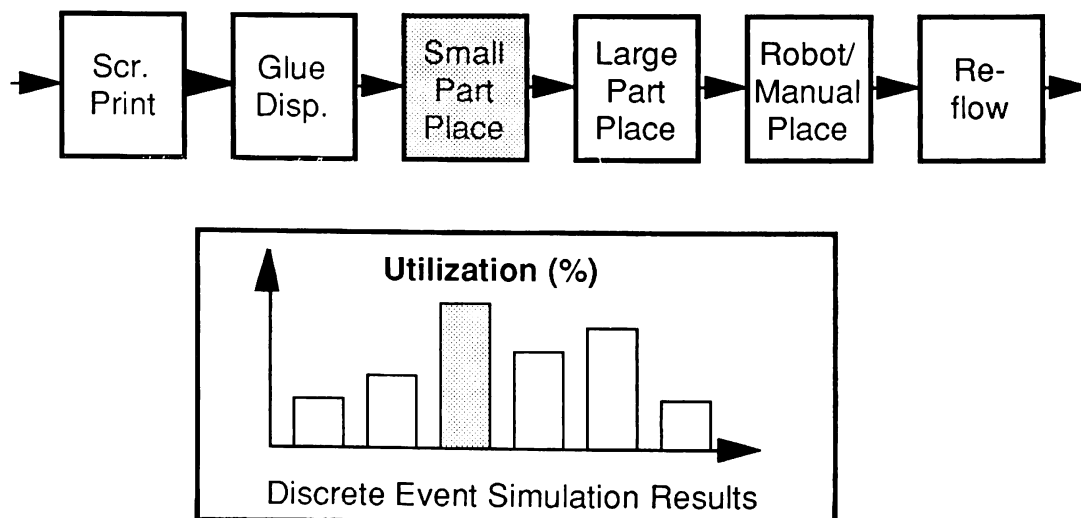 Scr.
Print
Glue
Disp.
Small
Part
Place
Large
Part
Place
Robot/
Manual
Place
Re-
flow
Utilization (%)
Discrete Event Simulation Results